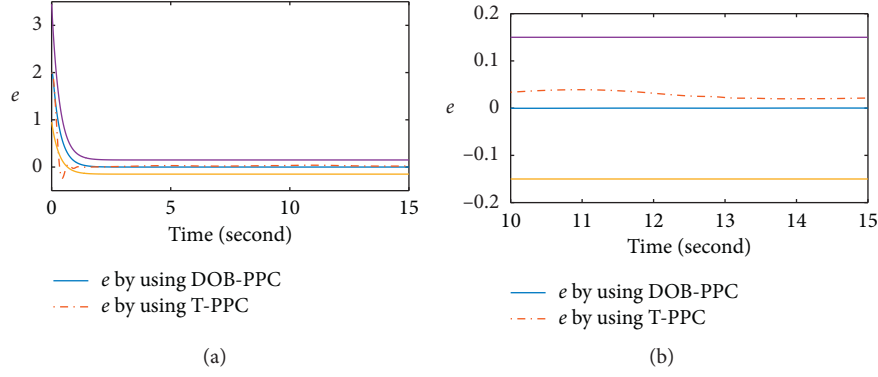 3
2
1
0
e
0
5
10
15
Time (second)
e by using DOB-PPC
e by using T-PPC
(a)
0.2
0.1
0
−0.1
−0.2
e
10
11
12
13
14
15
Time (second)
e by using DOB-PPC
e by using T-PPC
(b)